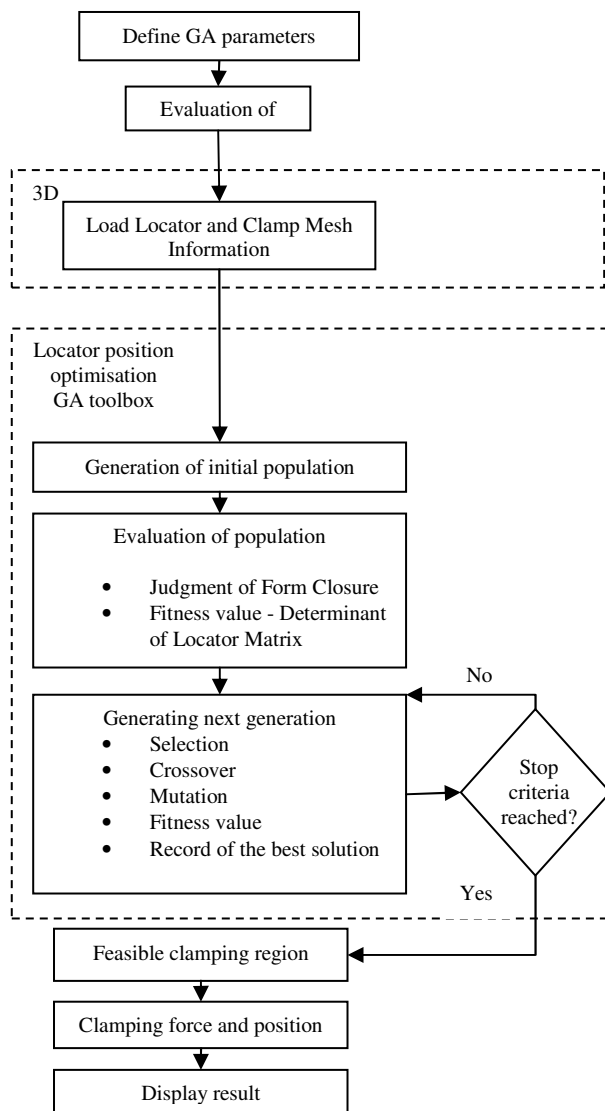 Define GA parameters
Evaluation of
3D
Load Locator and Clamp Mesh
Information
Locator position
optimisation
GA toolbox
Generation of initial population
Evaluation of population
• Judgment of Form Closure
• Fitness value - Determinant
of Locator Matrix
No
Generating next generation
• Selection
• Crossover
• Mutation
• Fitness value
• Record of the best solution
Stop
criteria
reached?
Yes
Feasible clamping region
Clamping force and position
Display result